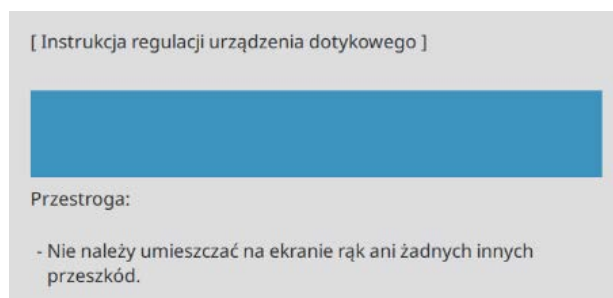 [ Instrukcja regulacji urządzenia dotykowego ]
Przestroga:
- Nie należy umieszczać na ekranie rąk ani żadnych innych
przeszkód.